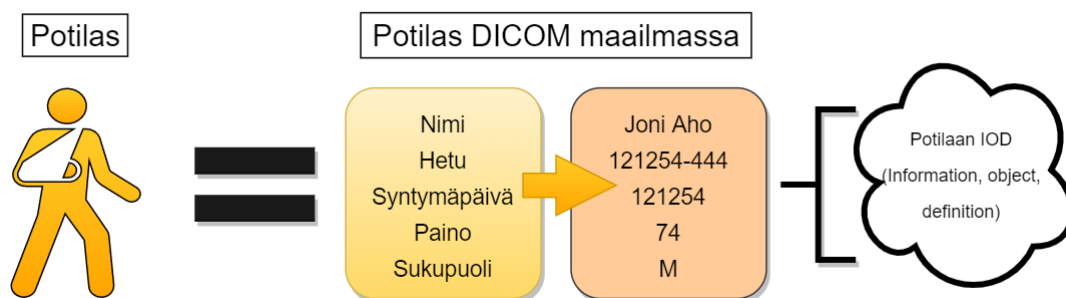 Potilas
Potilas DICOM maailmassa
Nimi
Hetu
Syntymäpäivä
Paino
Sukupuoli
Joni Aho
121254-444
121254
74
M
Potilaan IOD
(Information, object,
definition)